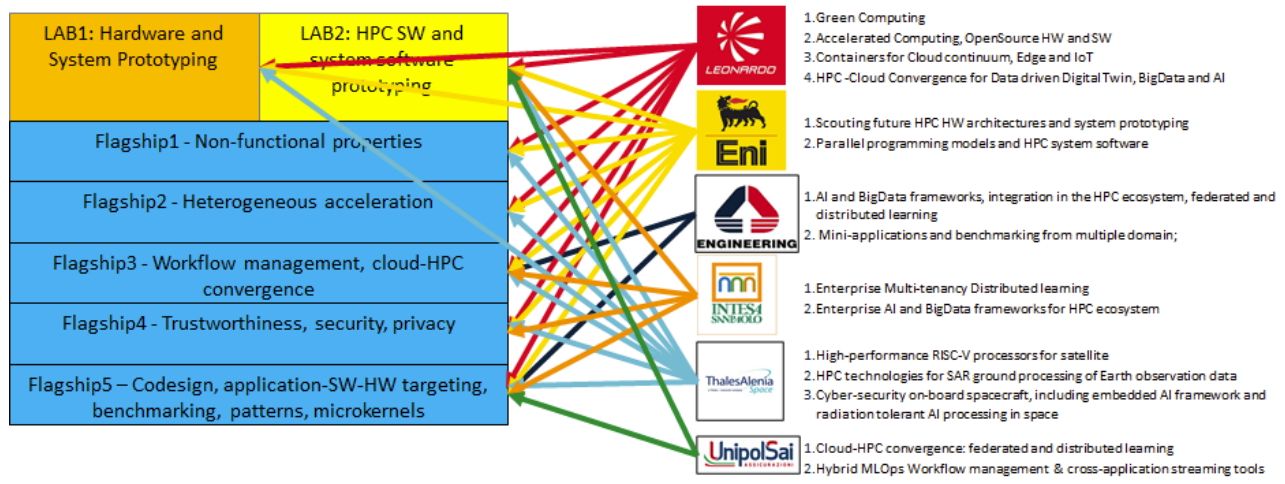 LAB1: Hardware and
System Prototyping
LAB2: HPC SW and
system software
prototyping
Flagship1 - Non-functional properties
Flagship2 - Heterogeneous acceleration
Flagship3 - Workflow management, cloud-HPC
convergence
Flagship4 - Trustworthiness, security, privacy
Flagship5 – Codesign, application-SW-HW targeting,
benchmarking, patterns, microkernels
LEONARDO
1.Green Computing
2.Accelerated Computing, OpenSource HW and SW
3.Containers for Cloud continuum, Edge and IoT
4.HPC -Cloud Convergence for Data driven Digital Twin, BigData and AI
Eni
1.Scouting future HPC HW architectures and system prototyping
2.Parallel programming models and HPC system software
ENGINEERING
1.AI and BigData frameworks, integration in the HPC ecosystem, federated and
distributed learning
2. Mini-applications and benchmarking from multiple domain;
INTESA
SANPAOLO
1.Enterprise Multi-tenancy Distributed learning
2.Enterprise AI and BigData frameworks for HPC ecosystem
ThalesAlenia
Space
1.High-performance RISC-V processors for satellite
2.HPC technologies for SAR ground processing of Earth observation data
3.Cyber-security on-board spacecraft, including embedded AI framework and
radiation tolerant AI processing in space
UnipolSai
ASSICURAZIONI
1.Cloud-HPC convergence: federated and distributed learning
2.Hybrid MLOps Workflow management & cross-application streaming tools